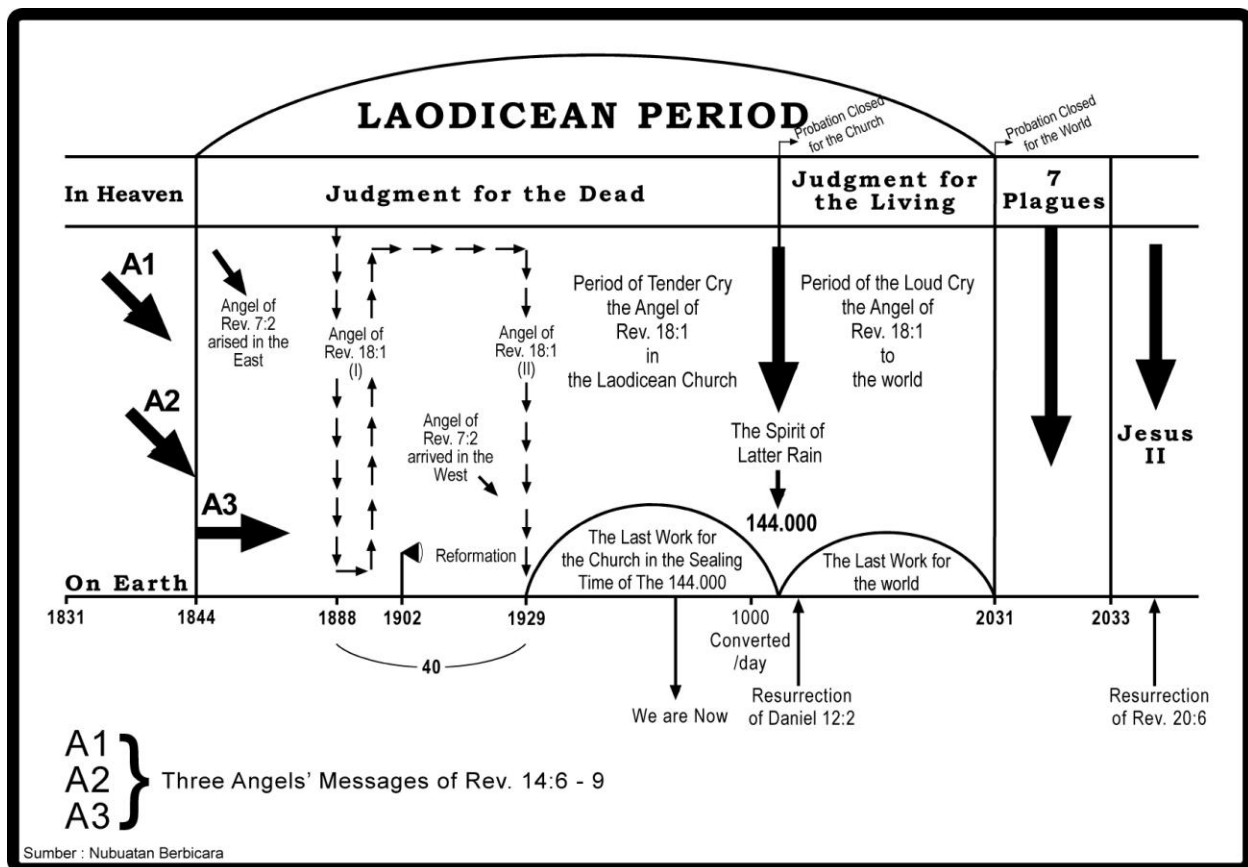 LAODICEAN PERIOD
Probation Closed
for the Church
Probation Closed
for the World
In Heaven
Judgment for the Dead
Judgment for
the Living
7
Plagues
A1
Angel of
Rev. 7:2
arised in the
East
A2
A3
Angel of
Rev. 18:1
(I)
Angel of
Rev. 7:2
arrived in the
West
Reformation
Angel of
Rev. 18:1
(II)
Period of Tender Cry
the Angel of
Rev. 18:1
in
the Laodicean Church
The Spirit of
Latter Rain
144.000
Period of the Loud Cry
the Angel of
Rev. 18:1
to
the world
Jesus
II
The Last Work for
the Church in the Sealing
Time of The 144.000
The Last Work for
the world
On Earth
1831
1844
1888
1902
1929
1000
Converted
/day
2031
2033
40
We are Now
Resurrection
of Daniel 12:2
Resurrection
of Rev. 20:6
A1
A2
A3
Three Angels' Messages of Rev. 14:6 - 9
Sumber : Nubuatan Berbicara